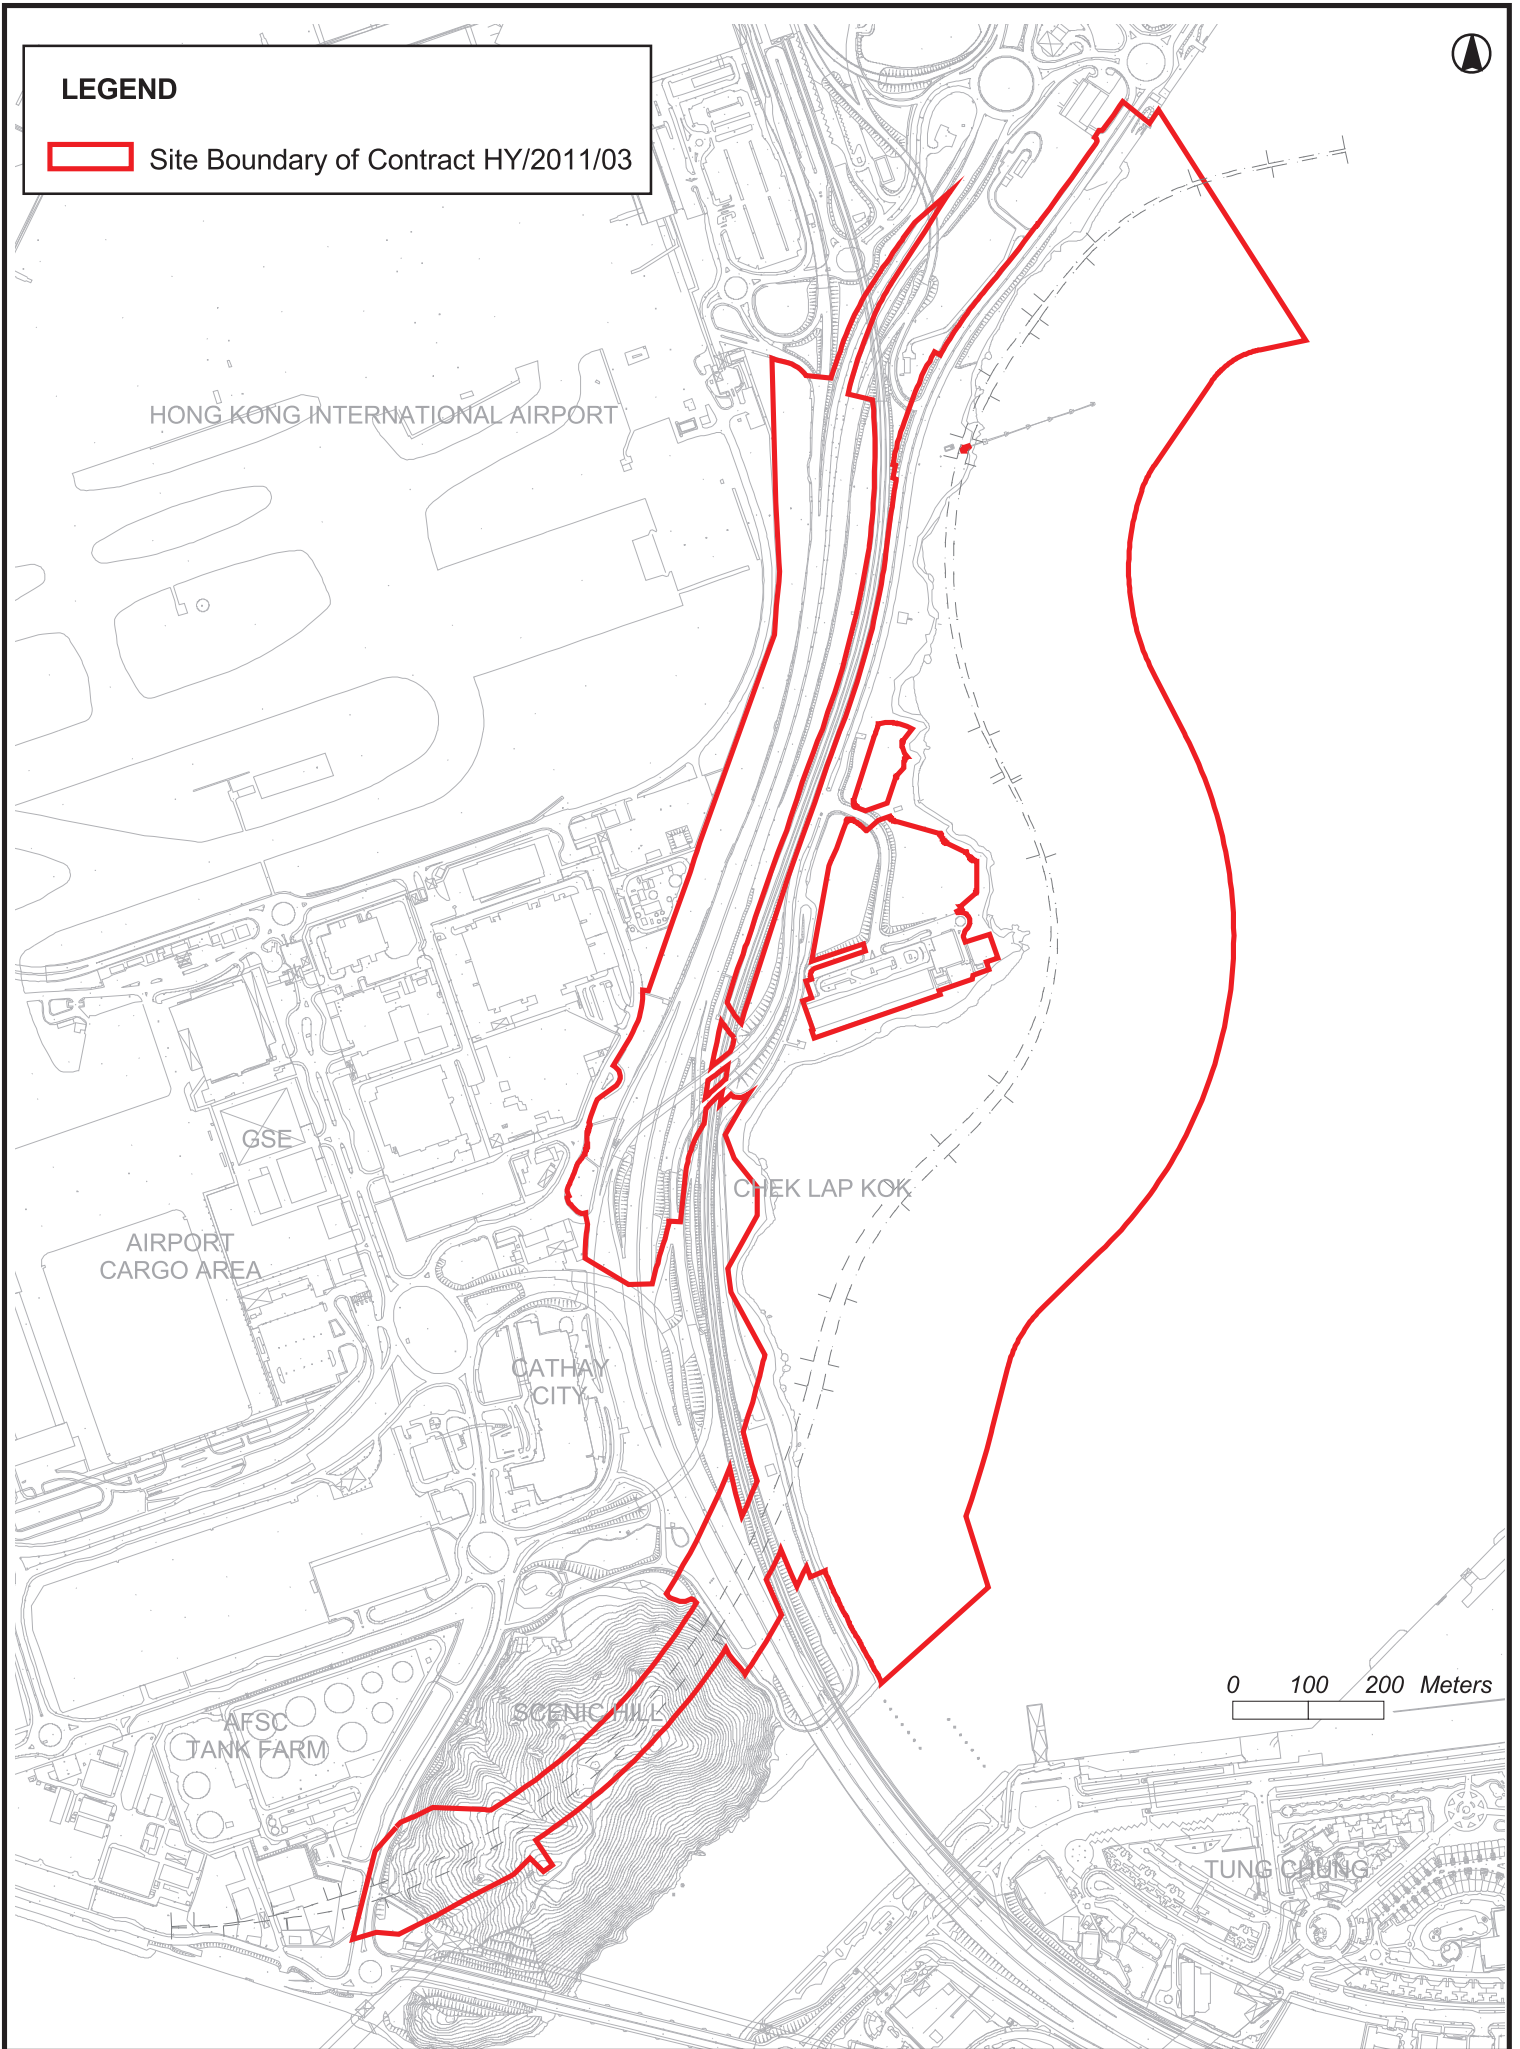 LEGEND
Site Boundary of Contract HY/2011/03
HONG KONG INTERNATIONAL AIRPORT
GSE
CHEK LAP KOK
AIRPORT
CARGO AREA
CATHAY
CITY
SCENIC HILL
AFSC
TANK FARM
0 100 200 Meters
TUNG CHUNG